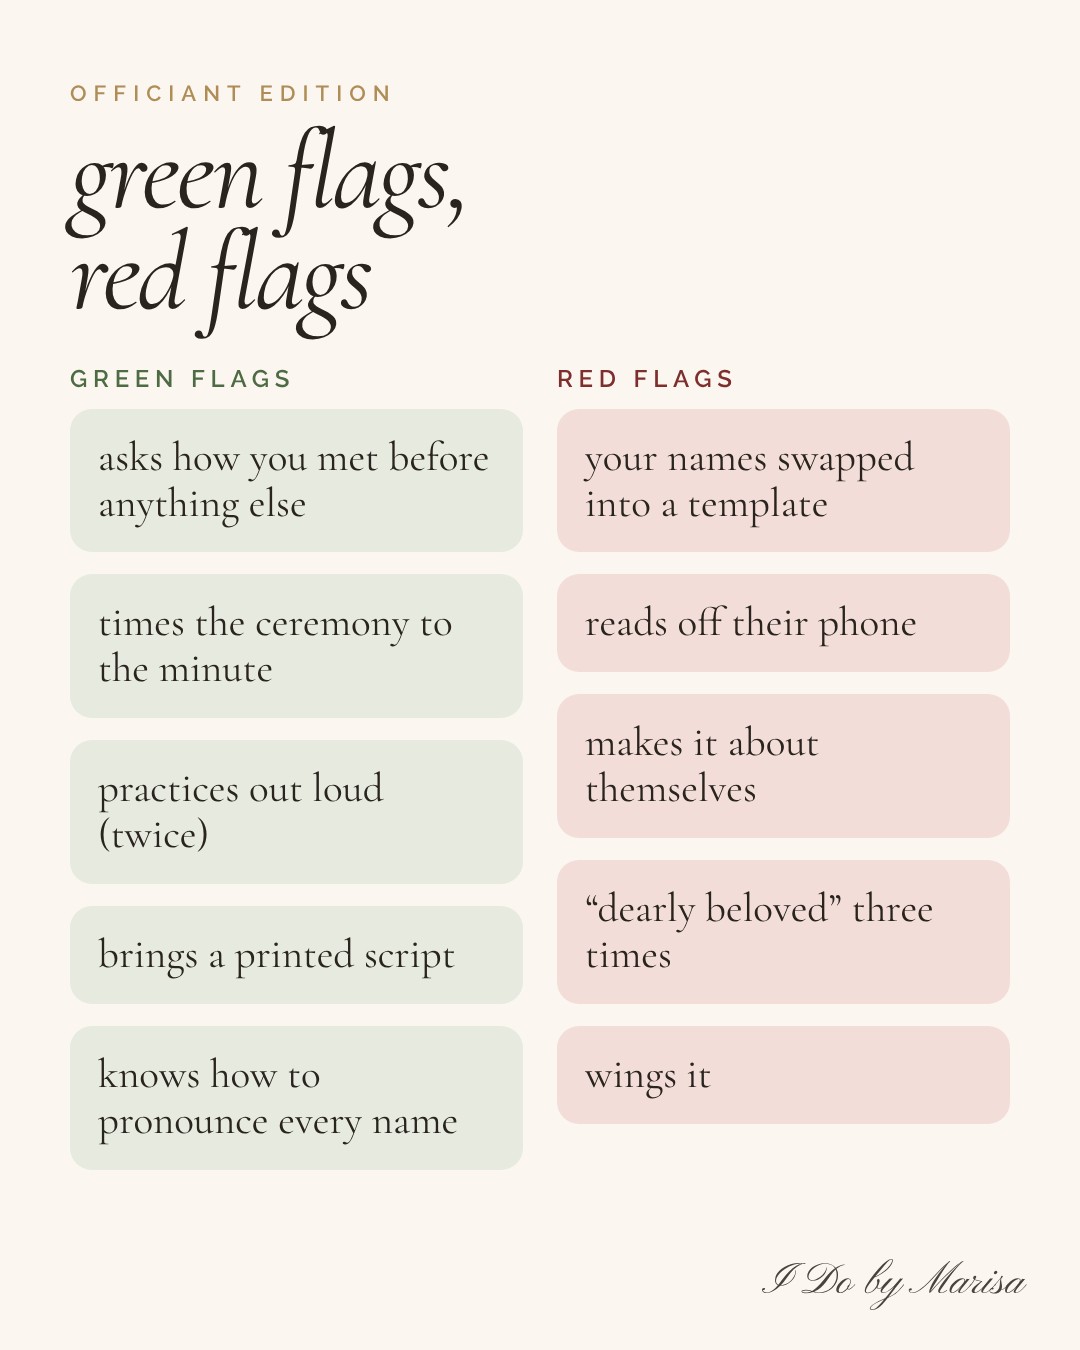 OFFICIANT EDITION
green flags,
red flags
GREEN FLAGS
asks how you met before
anything else
times the ceremony to
the minute
practices out loud
(twice)
brings a printed script
knows how to
pronounce every name
RED FLAGS
your names swapped
into a template
reads off their phone
makes it about
themselves
“dearly beloved” three
times
wings it
I Do by Marisa